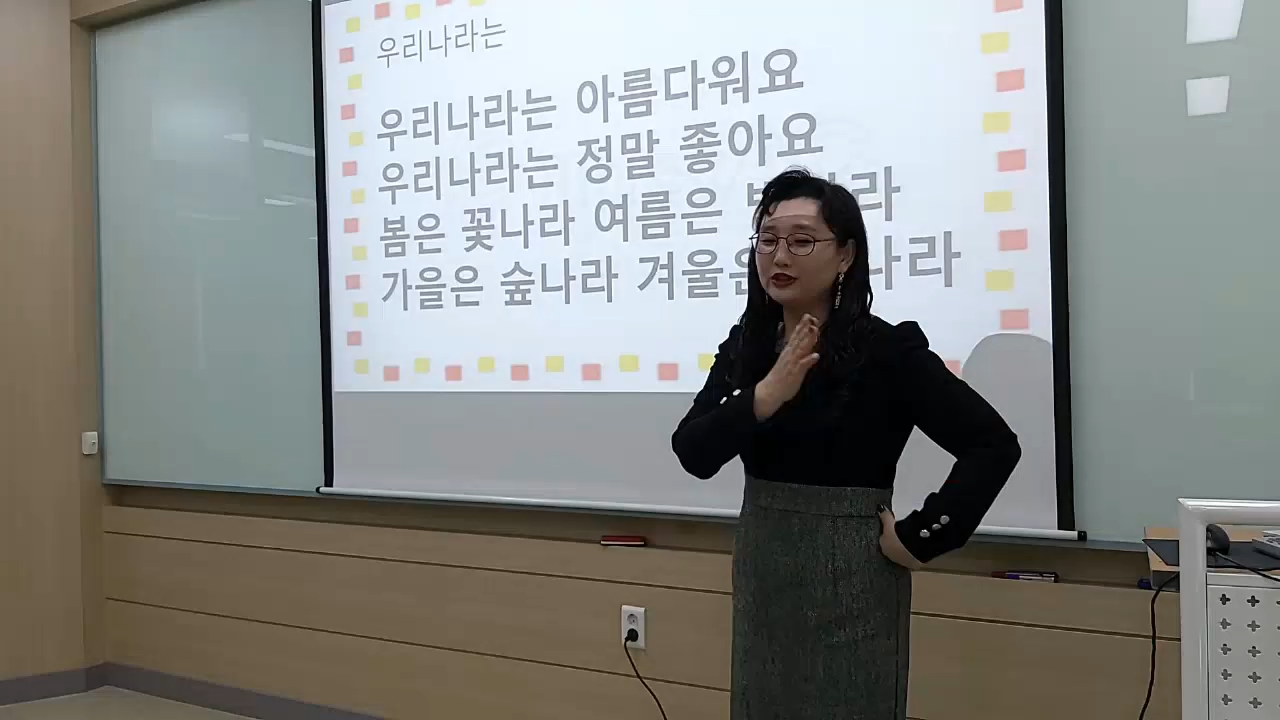 우리나라는
우리나라는 아름다워요
우리나라는 정말 좋아요
봄은 꽃나라 여름은
가을은 숲나라 겨울은 나라